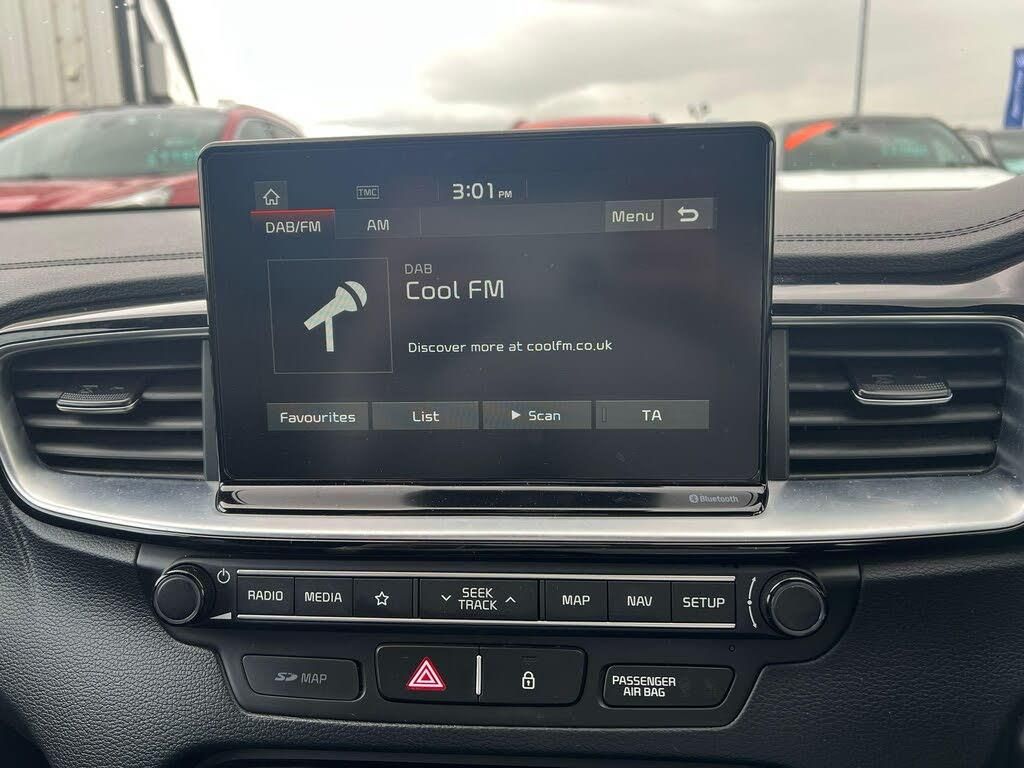 TMC
3:01 PM
DAB/FM
AM
Menu
DAB
Cool FM
Discover more at coolfm.co.uk
Favourites
List
Scan
TA
Bluetooth
RADIO
MEDIA
SEEK
TRACK
MAP
NAV
SETUP
SD MAP
PASSENGER
AIR BAG